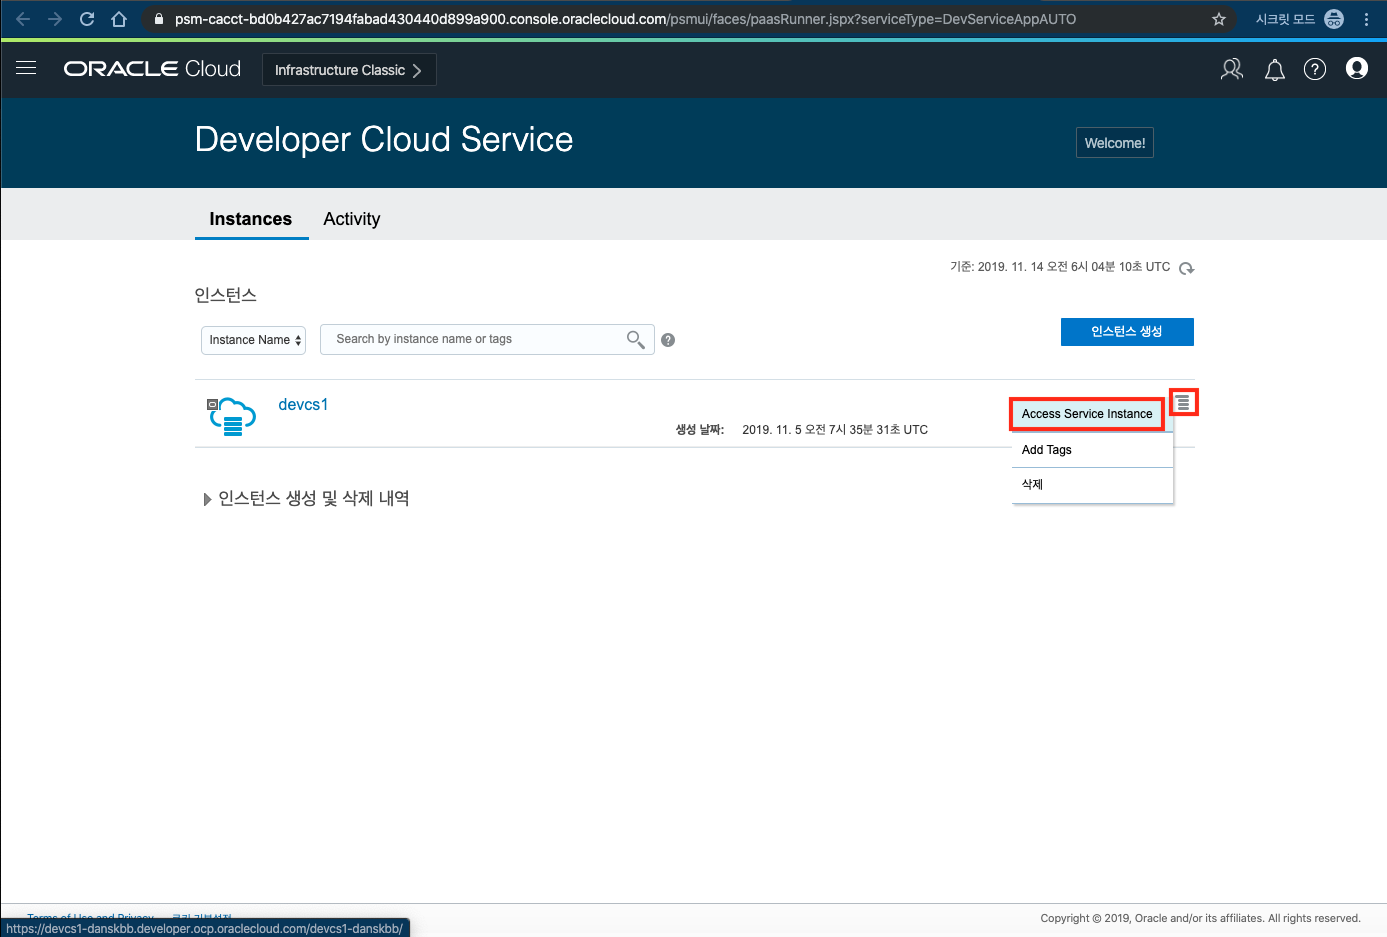 psm-cacct-bd0b427ac7194fabad430440d899a900.console.oraclecloud.com/psmui/faces/paasRunner.jspx?serviceType=DevServiceAppAUTO
시크릿 모드
ORACLE Cloud
Infrastructure Classic
Developer Cloud Service
Welcome!
Instances
Activity
기준: 2019. 11. 14 오전 6시 04분 10초 UTC
인스턴스
Instance Name
Search by instance name or tags
인스턴스 생성
devcs1
Access Service Instance
생성 날짜: 2019. 11. 5 오전 7시 35분 31초 UTC
Add Tags
삭제
인스턴스 생성 및 삭제 내역
Terms of Use and Privacy
Copyright © 2019, Oracle and/or its affiliates. All rights reserved.
https://devcs1-danskbb.developer.ocp.oraclecloud.com/devcs1-danskbb/